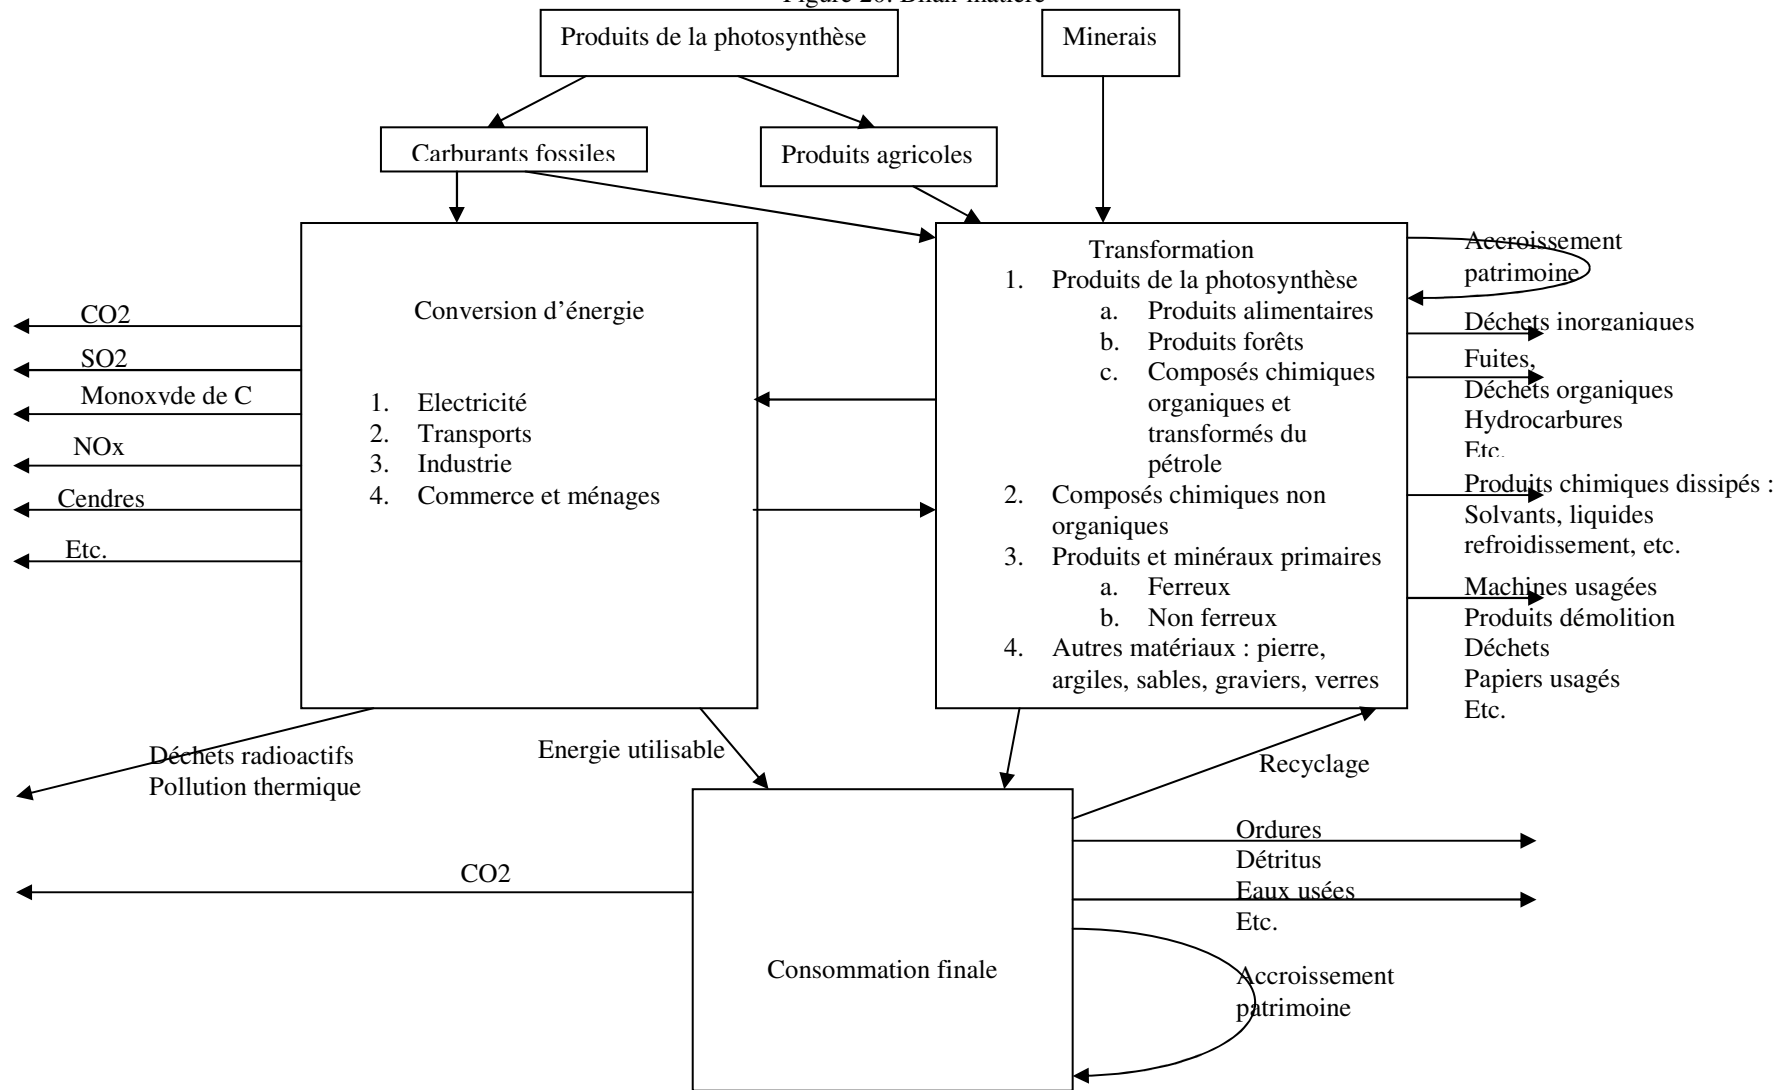 Figure 20: Bilan-matière
Produits de la photosynthèse
Minerais
Carburants fossiles
Produits agricoles
Transformation
1. Produits de la photosynthèse
a. Produits alimentaires
b. Produits forêts
c. Composés chimiques
organiques et
transformés du
pétrole
2. Composés chimiques non
organiques
3. Produits et minéraux primaires
a. Ferreux
b. Non ferreux
4. Autres matériaux : pierre,
argiles, sables, graviers, verres
Conversion d’énergie
1. Electricité
2. Transports
3. Industrie
4. Commerce et ménages
CO2
SO2
Monoxyde de C
NOx
Cendres
Etc.
Accroissement
patrimoine
Déchets inorganiques
Fuites,
Déchets organiques
Hydrocarbures
Etc.
Produits chimiques dissipés :
Solvants, liquides
refroidissement, etc.
Machines usagées
Produits démolition
Déchets
Papiers usagés
Etc.
Déchets radioactifs
Pollution thermique
Energie utilisable
Recyclage
CO2
Consommation finale
Ordures
Détritus
Eaux usées
Etc.
Accroissement
patrimoine